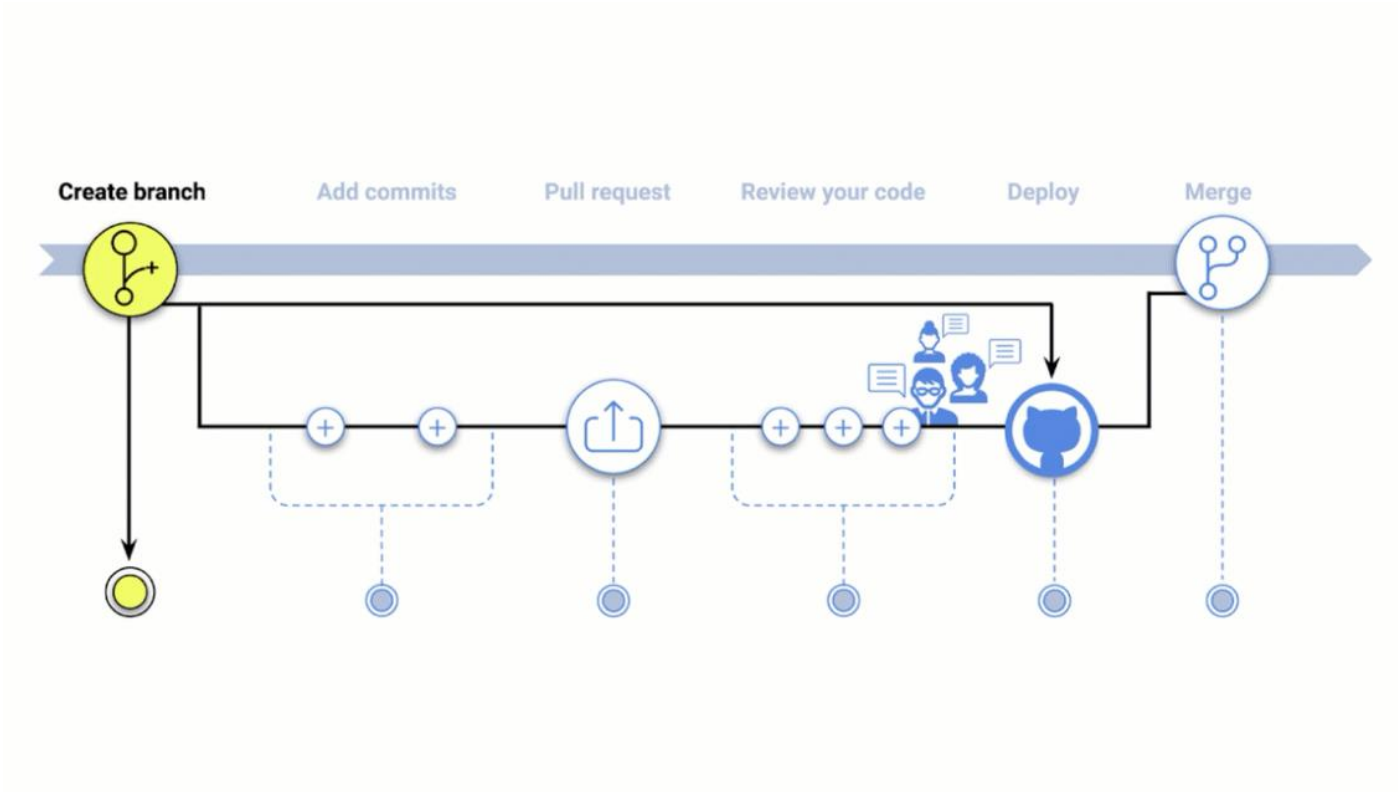 Create branch
Add commits
Pull request
Review your code
Deploy
Merge